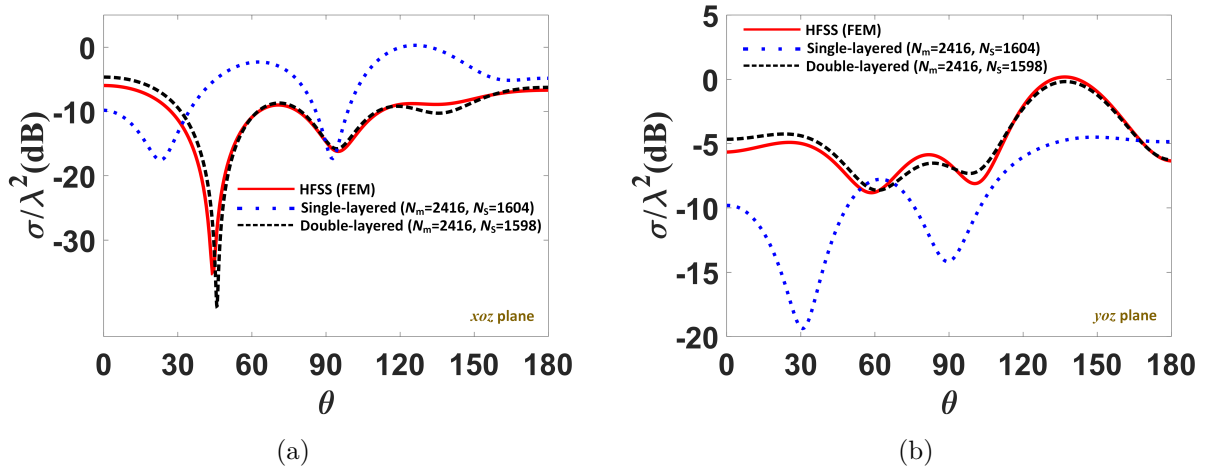 0
-10
-20
-30
σ/λ²(dB)
HFSS (FEM)
Single-layered (Nm=2416, NS=1604)
Double-layered (Nm=2416, NS=1598)
xoz plane
0 30 60 90 120 150 180
θ
(a)
5
0
-5
-10
-15
-20
σ/λ²(dB)
HFSS (FEM)
Single-layered (Nm=2416, NS=1604)
Double-layered (Nm=2416, NS=1598)
yoz plane
0 30 60 90 120 150 180
θ
(b)